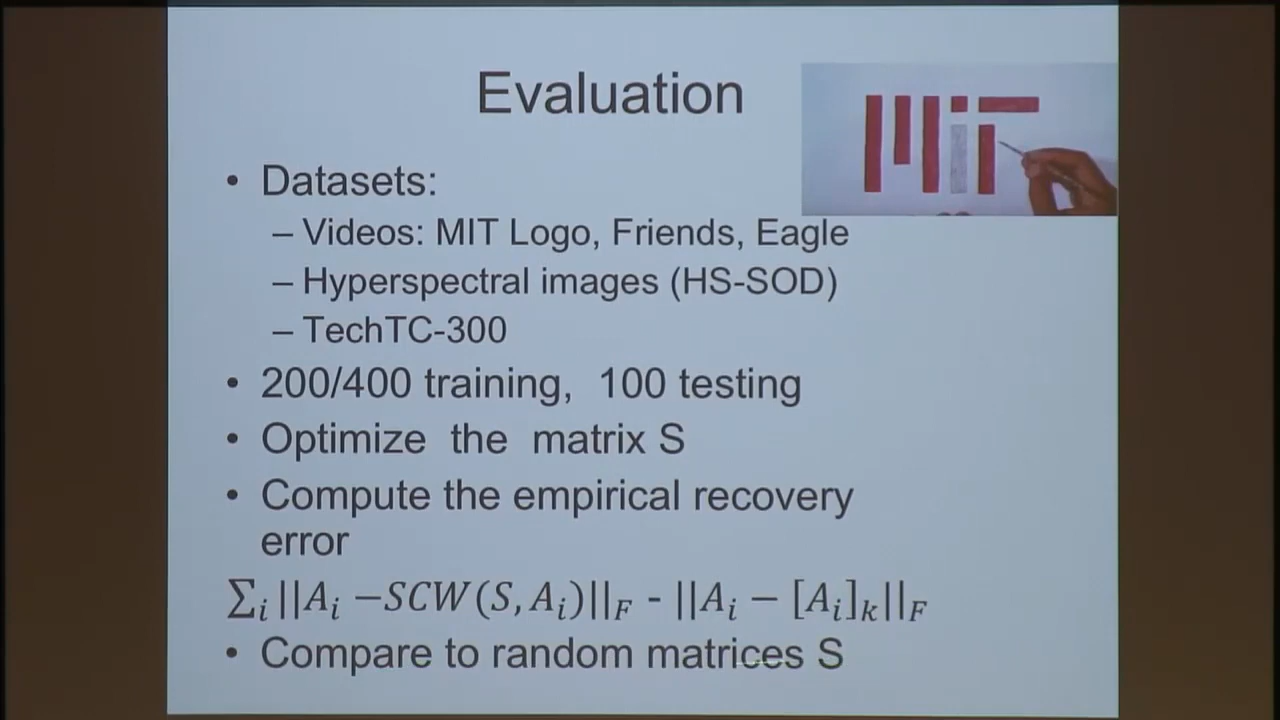 Evaluation
MIT
• Datasets:
– Videos: MIT Logo, Friends, Eagle
– Hyperspectral images (HS-SOD)
– TechTC-300
• 200/400 training, 100 testing
• Optimize the matrix S
• Compute the empirical recovery
error
∑ᵢ ||Aᵢ −SCW(S, Aᵢ)||_F - ||Aᵢ − [Aᵢ]ₖ||_F
• Compare to random matrices S